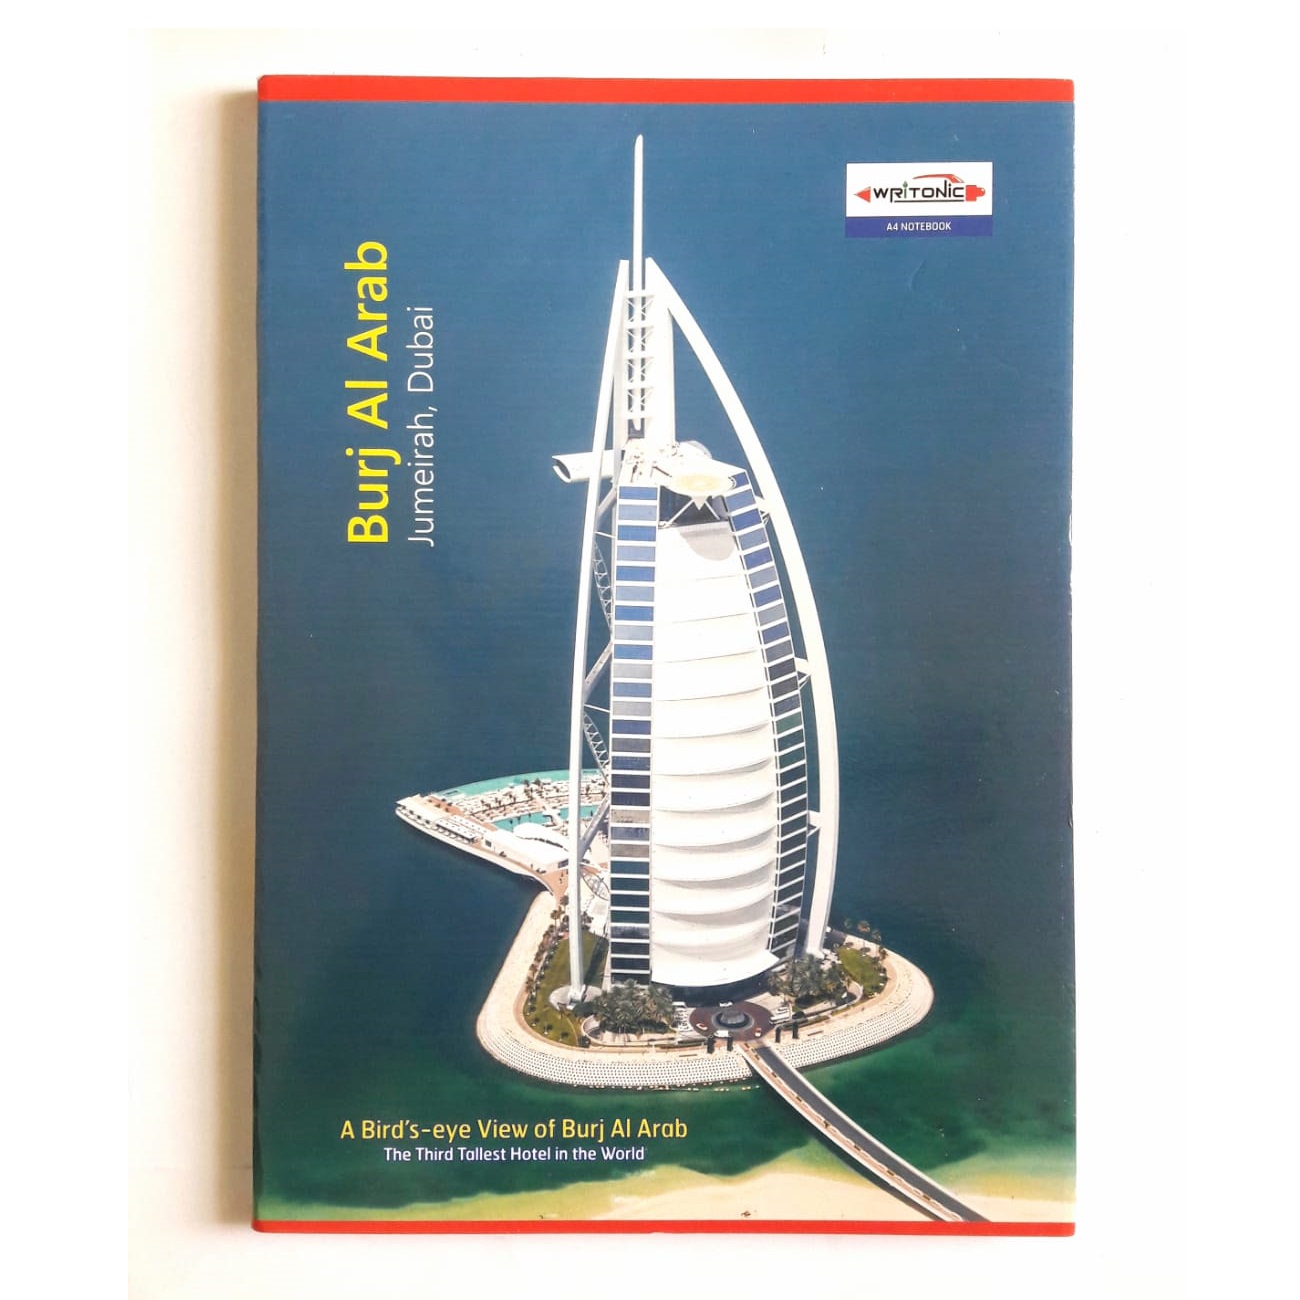 WRITONIC
A4 NOTEBOOK
Burj Al Arab
Jumeirah, Dubai
A Bird's-eye View of Burj Al Arab
The Third Tallest Hotel in the World